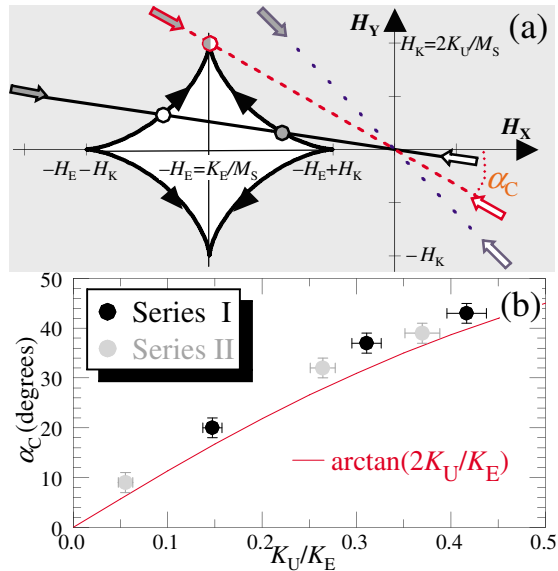 (a)
H_Y
H_K=2K_U/M_S
H_X
−H_E−H_K
−H_E=K_E/M_S
−H_E+H_K
α_C
−H_K
(b)
Series I
Series II
α_C (degrees)
50
40
30
20
10
0
arctan(2K_U/K_E)
0.0 0.1 0.2 0.3 0.4 0.5
K_U/K_E